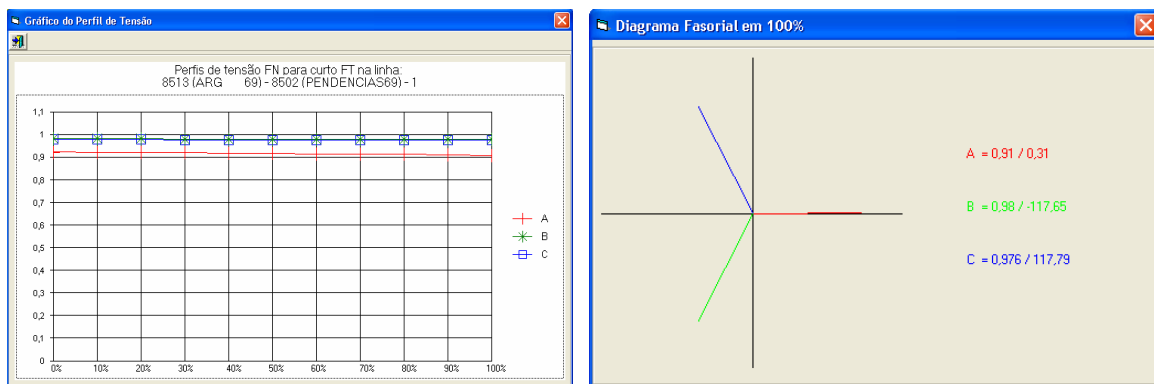 Gráfico do Perfil de Tensão
Perfis de tensão FN para curto FT na linha:
8513 (ARG 69) - 8502 (PENDENCIAS69) - 1
1,1
1
0,9
0,8
0,7
0,6
0,5
0,4
0,3
0,2
0,1
0
0% 10% 20% 30% 40% 50% 60% 70% 80% 90% 100%
A
B
C
Diagrama Fasorial em 100%
A = 0,91 / 0,31
B = 0,98 / -117,65
C = 0,976 / 117,79